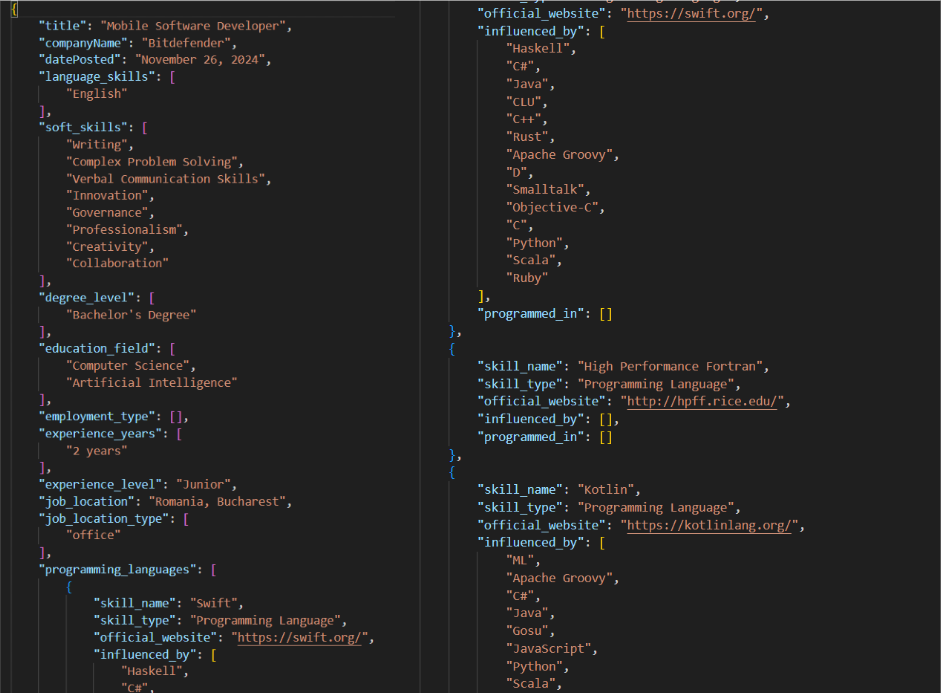 {
"title": "Mobile Software Developer",
"companyName": "Bitdefender",
"datePosted": "November 26, 2024",
"language_skills": [
"English"
],
"soft_skills": [
"Writing",
"Complex Problem Solving",
"Verbal Communication Skills",
"Innovation",
"Governance",
"Professionalism",
"Creativity",
"Collaboration"
],
"degree_level": [
"Bachelor's Degree"
],
"education_field": [
"Computer Science",
"Artificial Intelligence"
],
"employment_type": [],
"experience_years": [
"2 years"
],
"experience_level": "Junior",
"job_location": "Romania, Bucharest",
"job_location_type": [
"office"
],
"programming_languages": [
{
"skill_name": "Swift",
"skill_type": "Programming Language",
"official_website": "https://swift.org/",
"influenced_by": [
"Haskell",
"C#",
"official_website": "https://swift.org/",
"influenced_by": [
"Haskell",
"C#",
"Java",
"CLU",
"C++",
"Rust",
"Apache Groovy",
"D",
"Smalltalk",
"Objective-C",
"C",
"Python",
"Scala",
"Ruby"
],
"programmed_in": []
},
{
"skill_name": "High Performance Fortran",
"skill_type": "Programming Language",
"official_website": "http://hpff.rice.edu/",
"influenced_by": [],
"programmed_in": []
},
{
"skill_name": "Kotlin",
"skill_type": "Programming Language",
"official_website": "https://kotlinlang.org/",
"influenced_by": [
"ML",
"Apache Groovy",
"C#",
"Java",
"Gosu",
"JavaScript",
"Python",
"Scala",